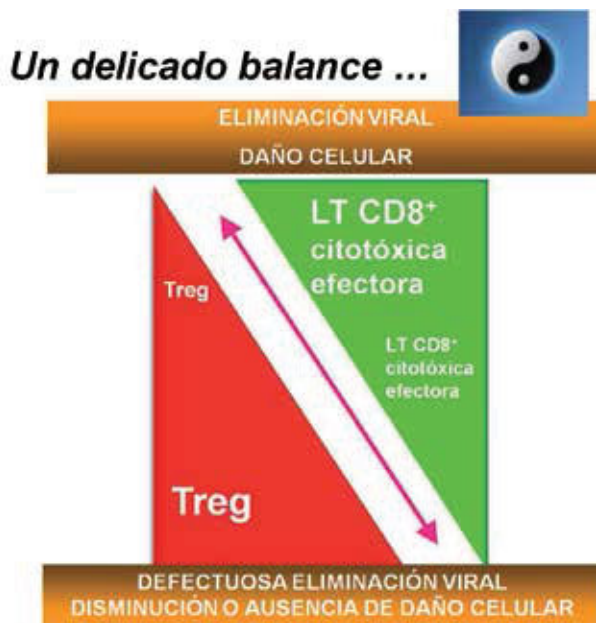 Un delicado balance ...
ELIMINACIÓN VIRAL
DAÑO CELULAR
LT CD8⁺
citotóxica
efectora
Treg
LT CD8⁺
citotóxica
efectora
Treg
DEFECTUOSA ELIMINACIÓN VIRAL
DISMINUCIÓN O AUSENCIA DE DAÑO CELULAR